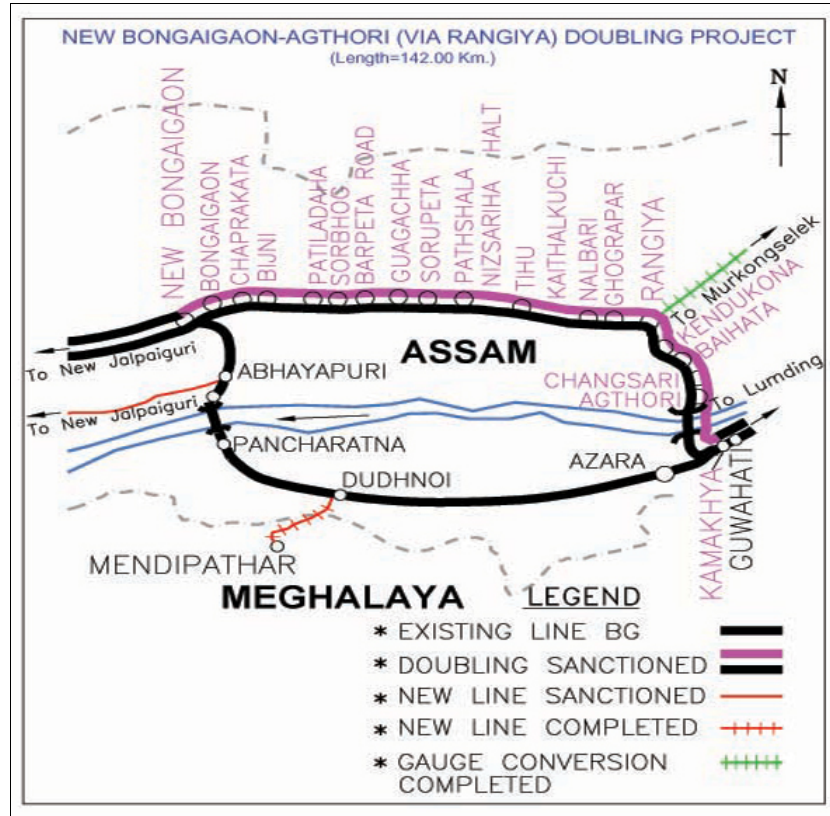 NEW BONGAIGAON-AGTHORI (VIA RANGIYA) DOUBLING PROJECT
(Length=142.00 Km.)
N
NEW BONGAIGAON
BONGAIGAON
CHAPRAKATA
BIJNI
PATILADAHA
SORBHOG
BARPETA ROAD
GUAGACHHA
SORUPETA
PATHSHALA
NIZSARIHA HALT
TIHU
KAITHALKUCHI
NALBARI
GHOGRAPAR
RANGIYA
To Murkongselek
KENDUKONA
BAIHATA
ASSAM
To New Jalpaiguri
ABHAYAPURI
CHANGSARI
AGTHORI
To Lumding
To New Jalpaiguri
PANCHARATNA
AZARA
DUDHNOI
KAMAKHYA
GUWAHATI
MENDIPATHAR
MEGHALAYA
LEGEND
* EXISTING LINE BG
* DOUBLING SANCTIONED
* NEW LINE SANCTIONED
* NEW LINE COMPLETED
* GAUGE CONVERSION
COMPLETED